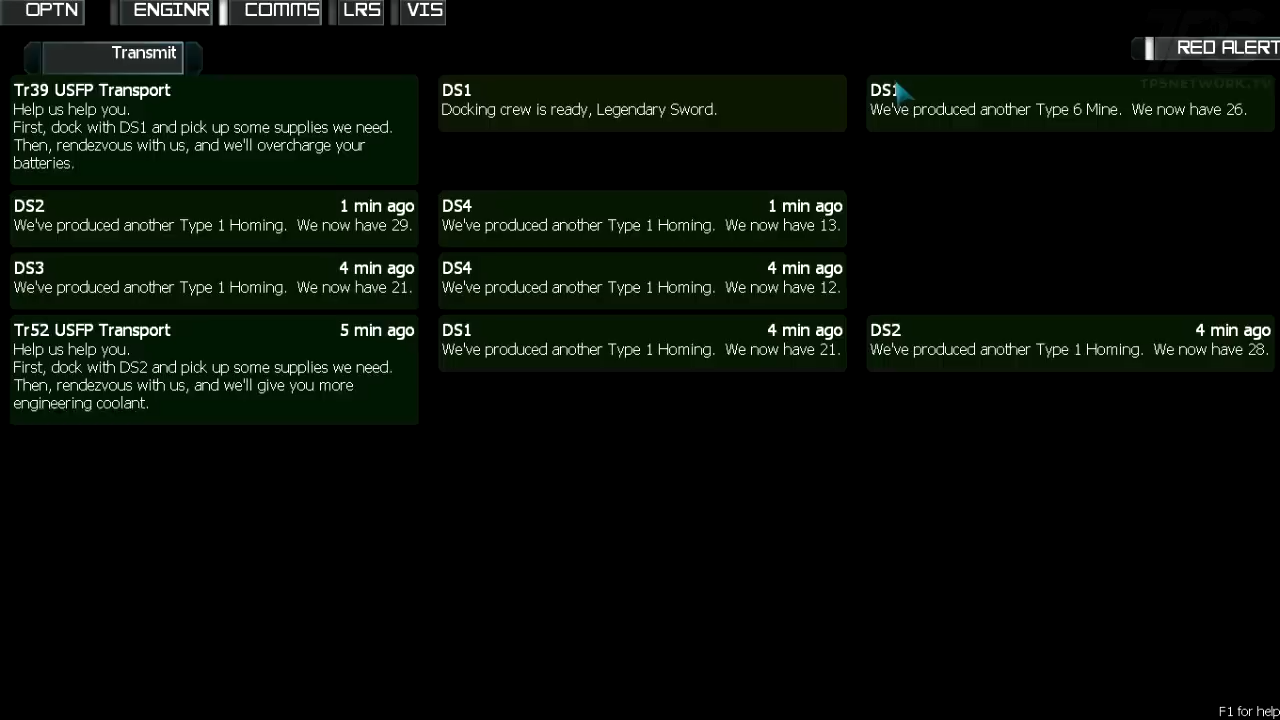 OPTN ENGINR COMMS LRS VIS
Transmit
RED ALERT
TPSNETWORK.TV
Tr39 USFP Transport
Help us help you.
First, dock with DS1 and pick up some supplies we need.
Then, rendezvous with us, and we'll overcharge your
batteries.
DS1
Docking crew is ready, Legendary Sword.
DS1
We've produced another Type 6 Mine. We now have 26.
DS2 1 min ago
We've produced another Type 1 Homing. We now have 29.
DS4 1 min ago
We've produced another Type 1 Homing. We now have 13.
DS3 4 min ago
We've produced another Type 1 Homing. We now have 21.
DS4 4 min ago
We've produced another Type 1 Homing. We now have 12.
Tr52 USFP Transport 5 min ago
Help us help you.
First, dock with DS2 and pick up some supplies we need.
Then, rendezvous with us, and we'll give you more
engineering coolant.
DS1 4 min ago
We've produced another Type 1 Homing. We now have 21.
DS2 4 min ago
We've produced another Type 1 Homing. We now have 28.
F1 for help